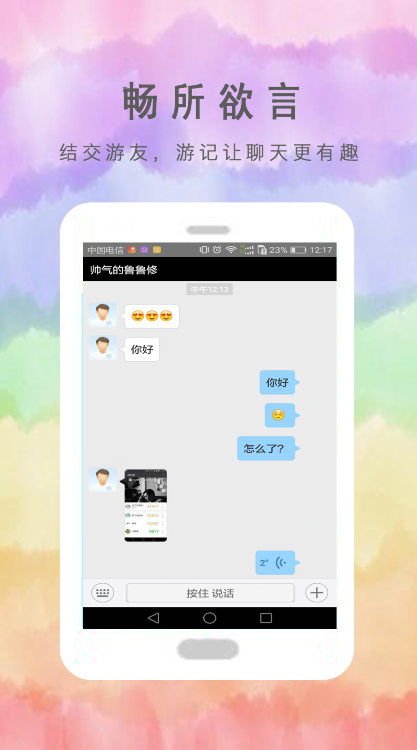 畅所欲言
结交游友，游记让聊天更有趣
中国电信 23% 12:17
帅气的鲁鲁修
中午12:13
你好
你好
怎么了？
2"
按住 说话